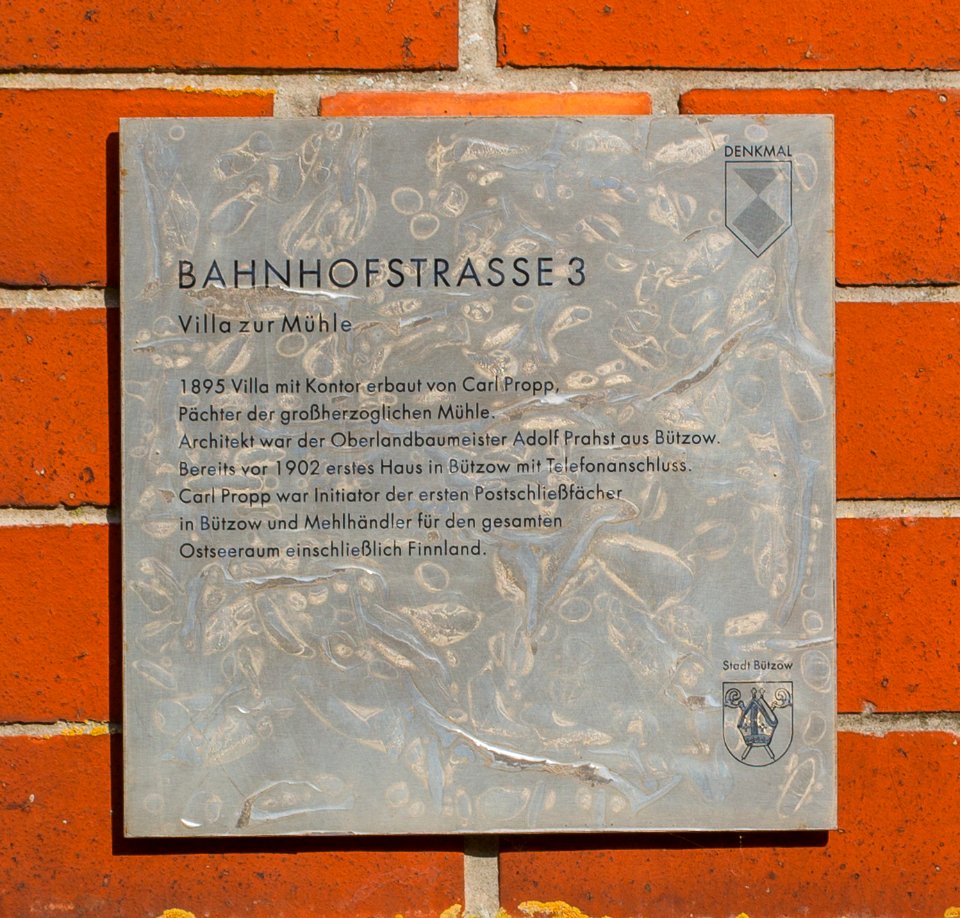 DENKMAL
BAHNHOFSTRASSE 3
Villa zur Mühle
1895 Villa mit Kontor erbaut von Carl Propp,
Pächter der großherzoglichen Mühle.
Architekt war der Oberlandbaumeister Adolf Prahst aus Bützow.
Bereits vor 1902 erstes Haus in Bützow mit Telefonanschluss.
Carl Propp war Initiator der ersten Postschließfächer
in Bützow und Mehlhändler für den gesamten
Ostseeraum einschließlich Finnland.
Stadt Bützow